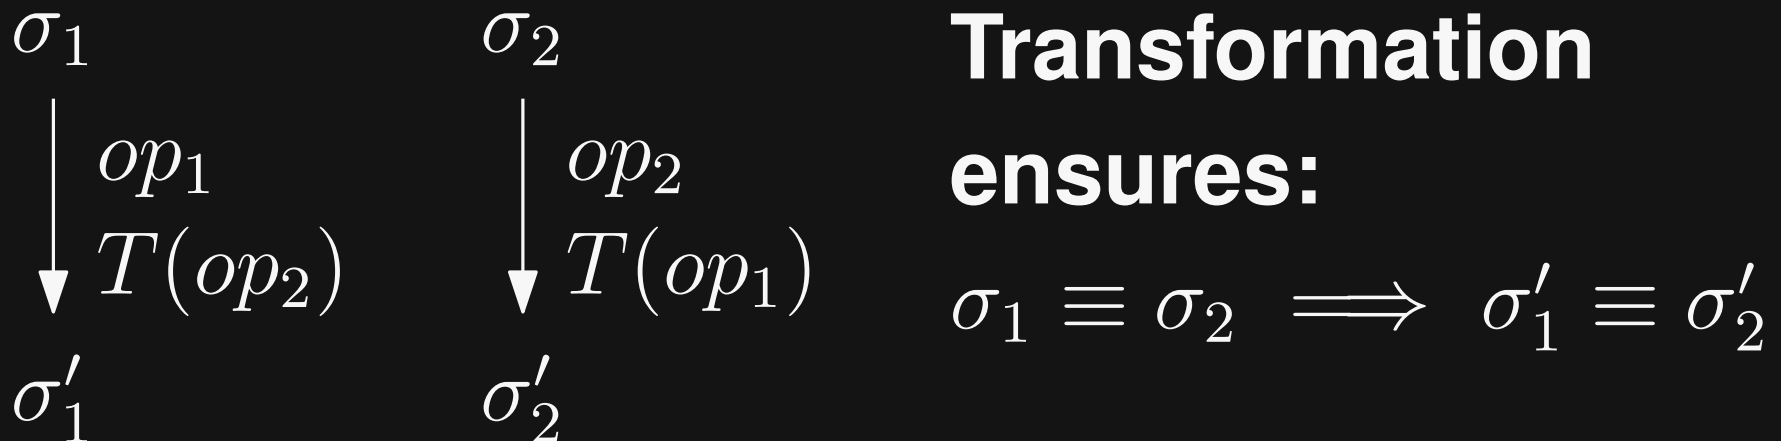 σ₁
op₁
T(op₂)
σ′₁
σ₂
op₂
T(op₁)
σ′₂
Transformation
ensures:
σ₁ ≡ σ₂ ⟹ σ′₁ ≡ σ′₂